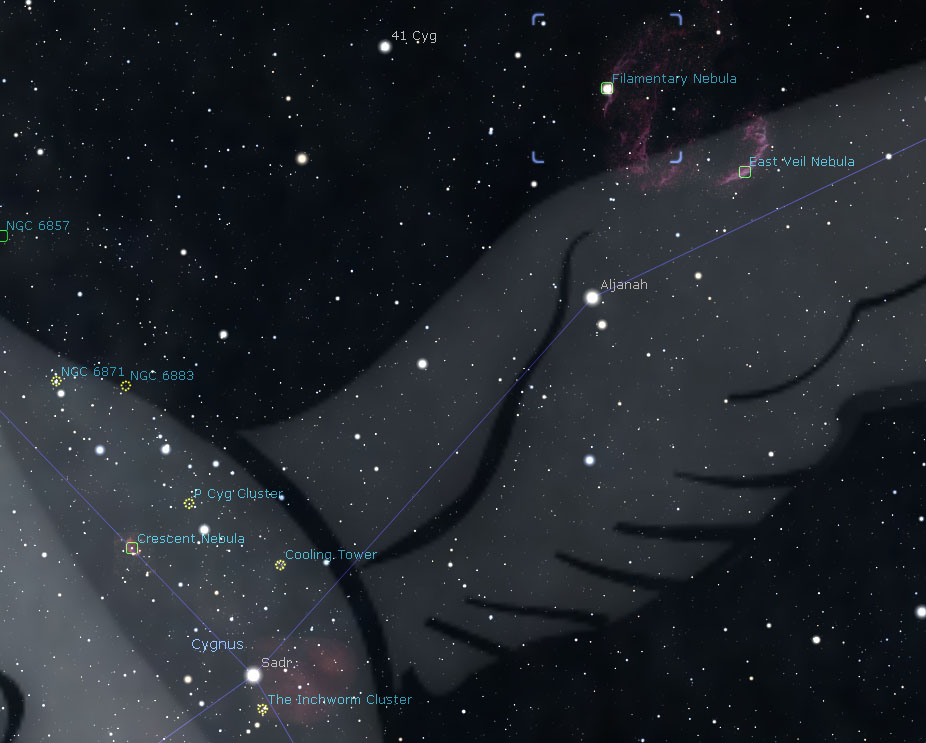 41 Cyg
Filamentary Nebula
East Veil Nebula
NGC 6857
Aljanah
NGC 6871
NGC 6883
P Cyg Cluster
Crescent Nebula
Cooling Tower
Cygnus
Sadr
The Inchworm Cluster